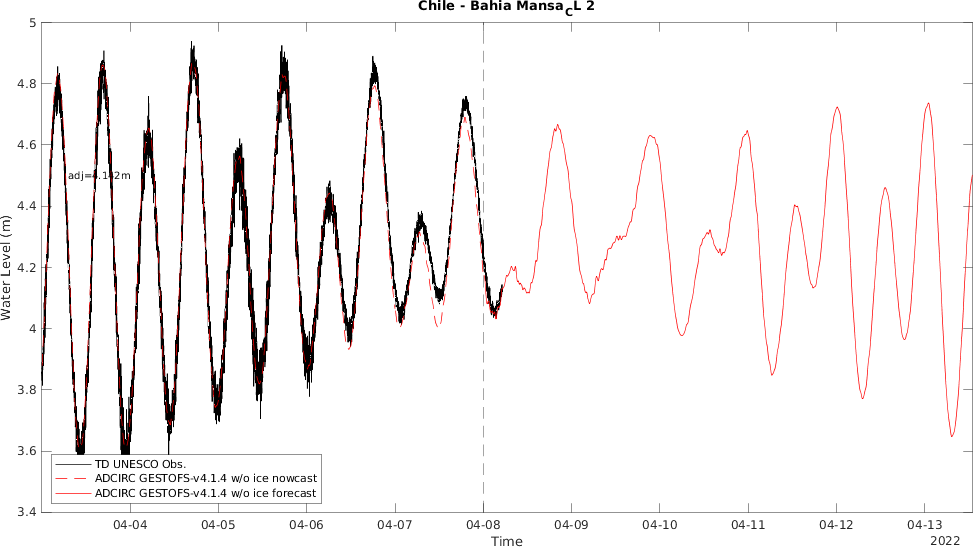 Chile - Bahia MansaCL 2
5
4.8
4.6
4.4
4.2
4
3.8
3.6
3.4
Water Level (m)
adj=4.142m
TD UNESCO Obs.
ADCIRC GESTOFS-v4.1.4 w/o ice nowcast
ADCIRC GESTOFS-v4.1.4 w/o ice forecast
04-04 04-05 04-06 04-07 04-08 04-09 04-10 04-11 04-12 04-13
Time
2022